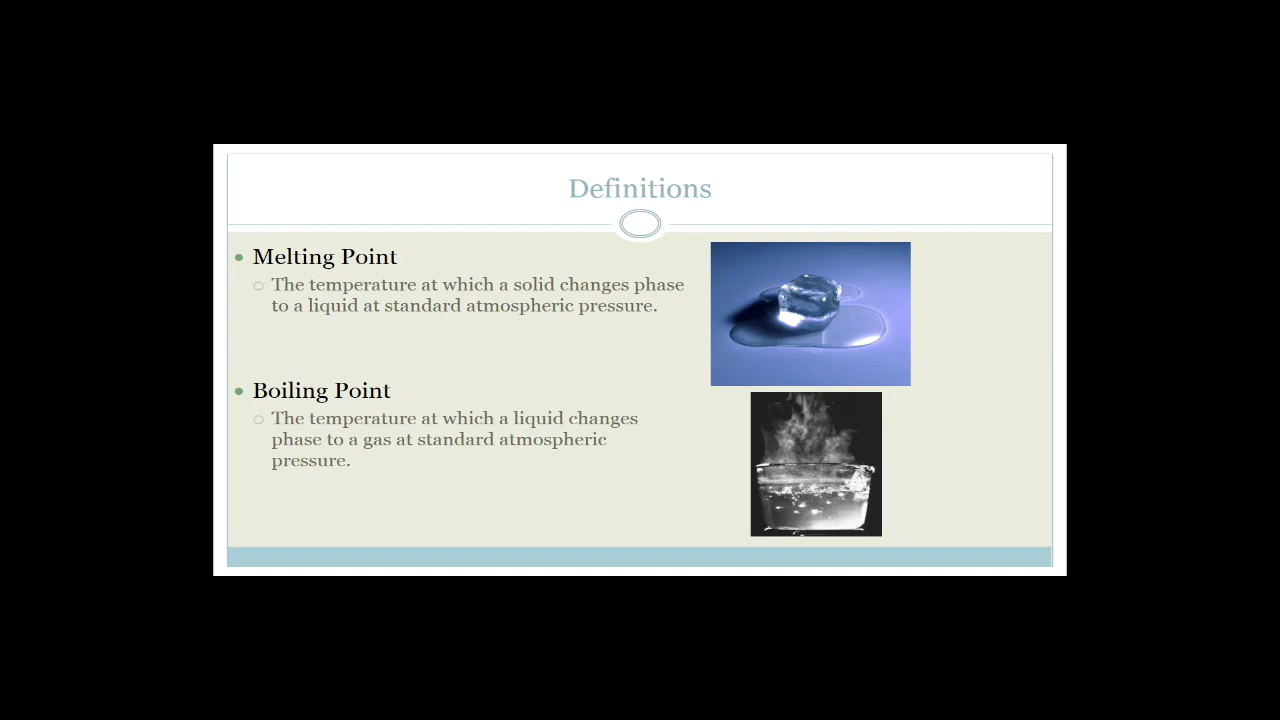 Definitions
Melting Point
The temperature at which a solid changes phase
to a liquid at standard atmospheric pressure.
Boiling Point
The temperature at which a liquid changes
phase to a gas at standard atmospheric
pressure.